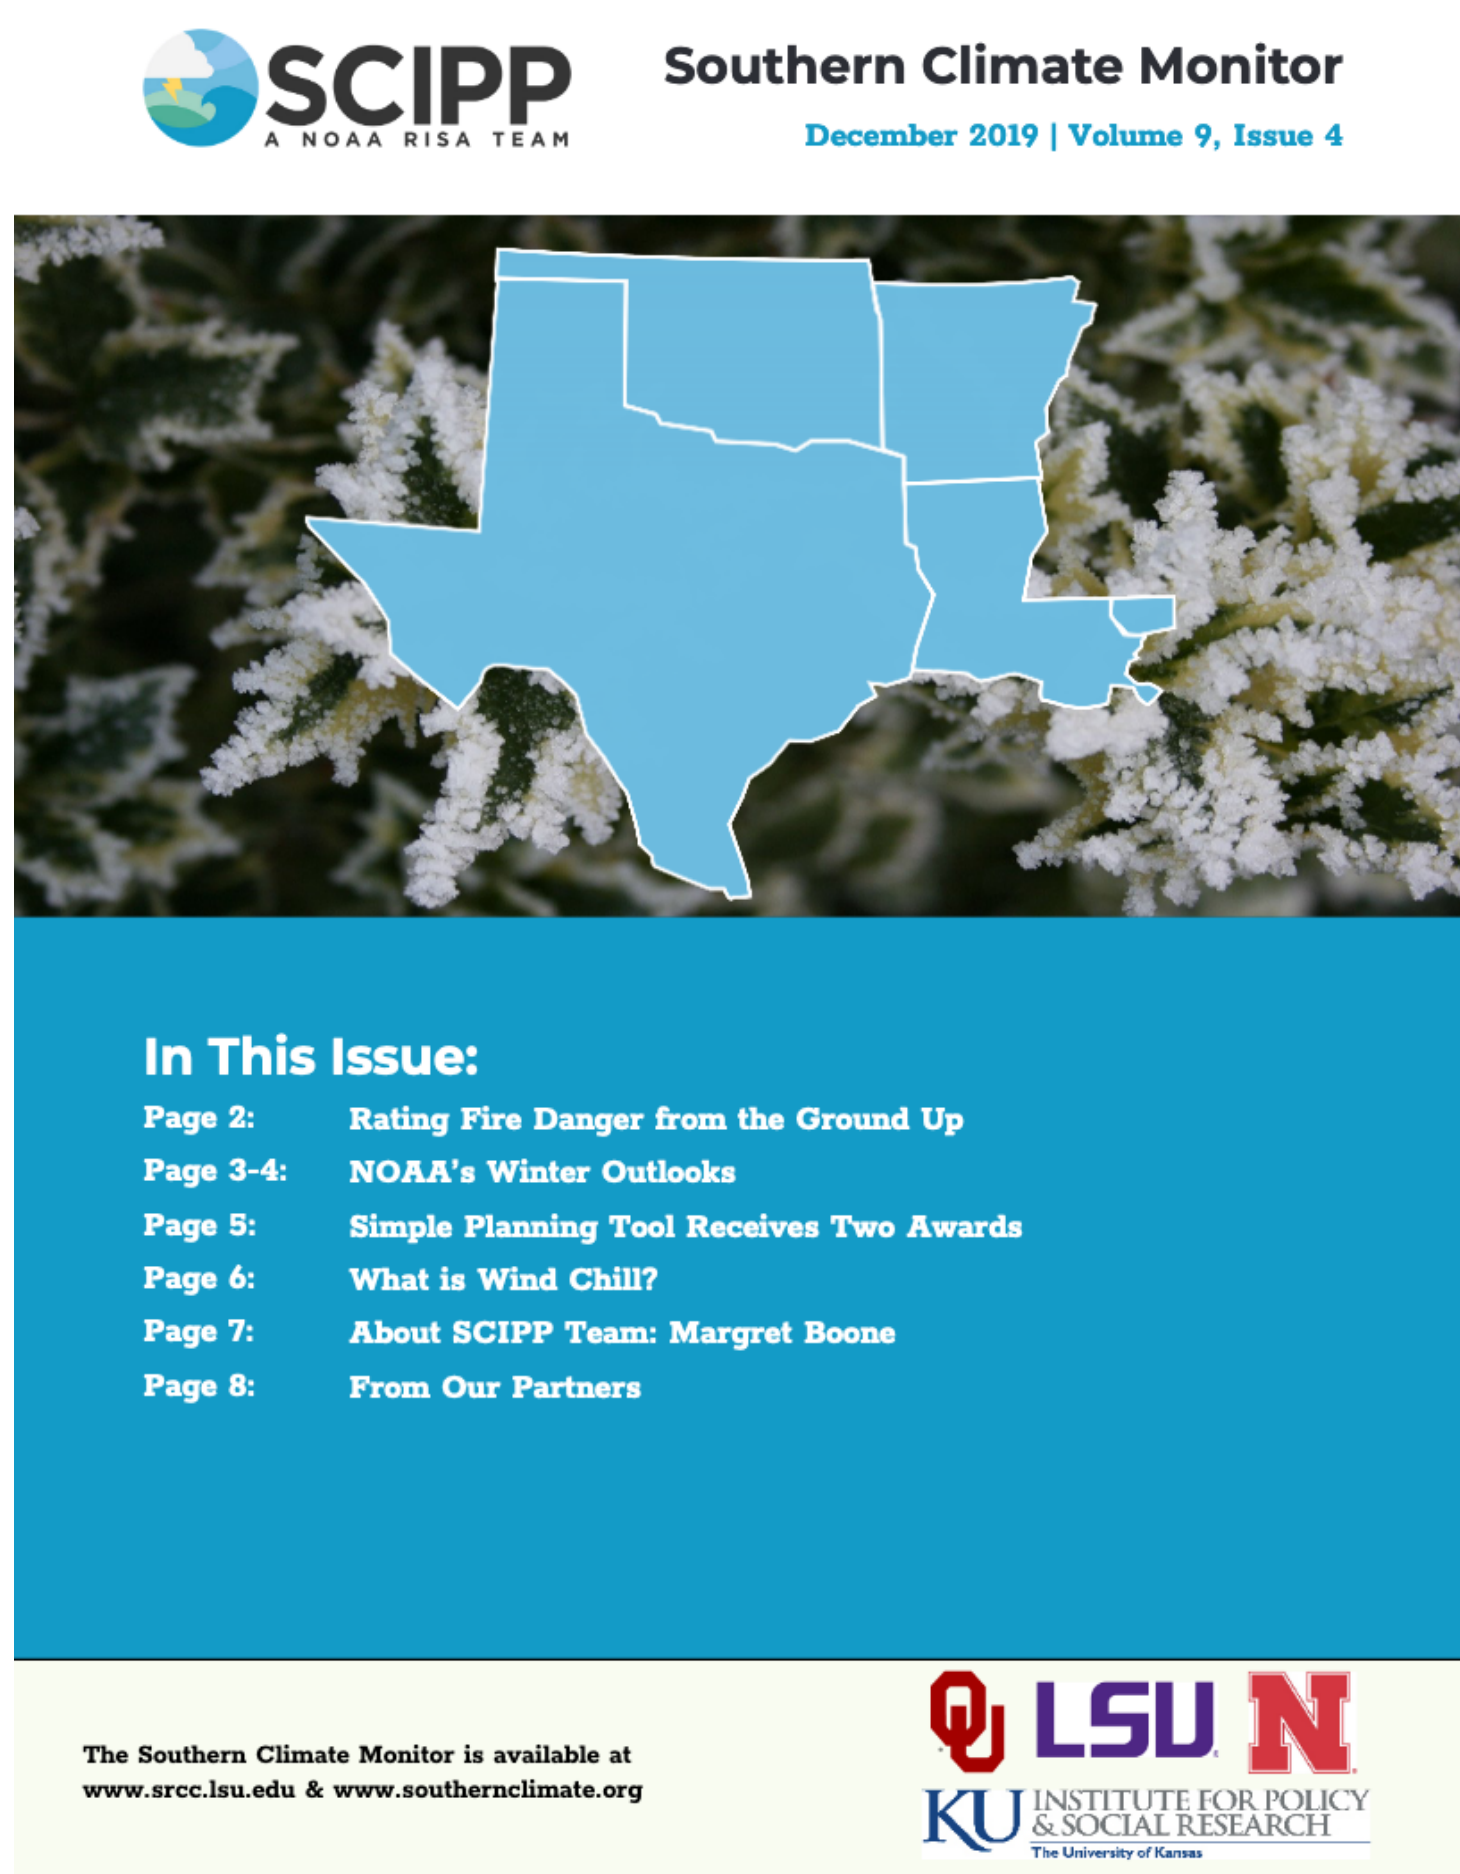 SCIPP
A NOAA RISA TEAM
Southern Climate Monitor
December 2019 | Volume 9, Issue 4
In This Issue:
Page 2: Rating Fire Danger from the Ground Up
Page 3-4: NOAA's Winter Outlooks
Page 5: Simple Planning Tool Receives Two Awards
Page 6: What is Wind Chill?
Page 7: About SCIPP Team: Margret Boone
Page 8: From Our Partners
The Southern Climate Monitor is available at
www.srcc.lsu.edu & www.southernclimate.org
OU LSU N
KU INSTITUTE FOR POLICY
& SOCIAL RESEARCH
The University of Kansas